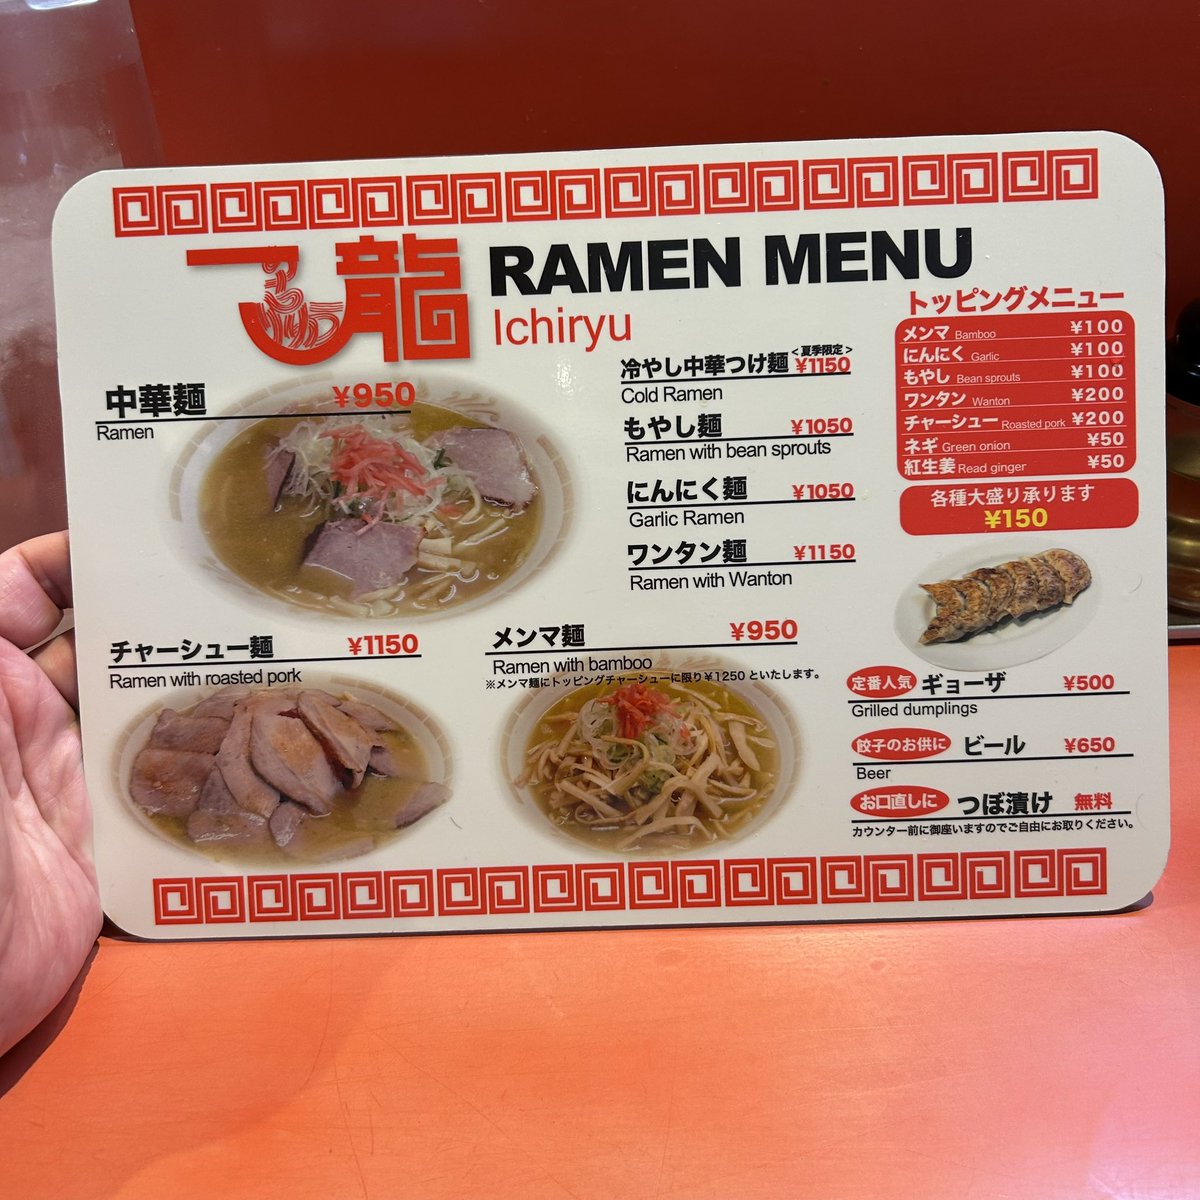 一龍 RAMEN MENU
Ichiryu
中華麺 ¥950
Ramen
チャーシュー麺 ¥1150
Ramen with roasted pork
メンマ麺 ¥950
Ramen with bamboo
※メンマ麺にトッピングチャーシューに限り¥1250 といたします。
<夏季限定>
冷やし中華つけ麺 ¥1150
Cold Ramen
もやし麺 ¥1050
Ramen with bean sprouts
にんにく麺 ¥1050
Garlic Ramen
ワンタン麺 ¥1150
Ramen with Wanton
トッピングメニュー
メンマ Bamboo ¥100
にんにく Garlic ¥100
もやし Bean sprouts ¥100
ワンタン Wanton ¥200
チャーシュー Roasted pork ¥200
ネギ Green onion ¥50
紅生姜 Read ginger ¥50
各種大盛り承ります
¥150
定番人気 ギョーザ ¥500
Grilled dumplings
餃子のお供に ビール ¥650
Beer
お口直しに つぼ漬け 無料
カウンター前に御座いますのでご自由にお取りください。